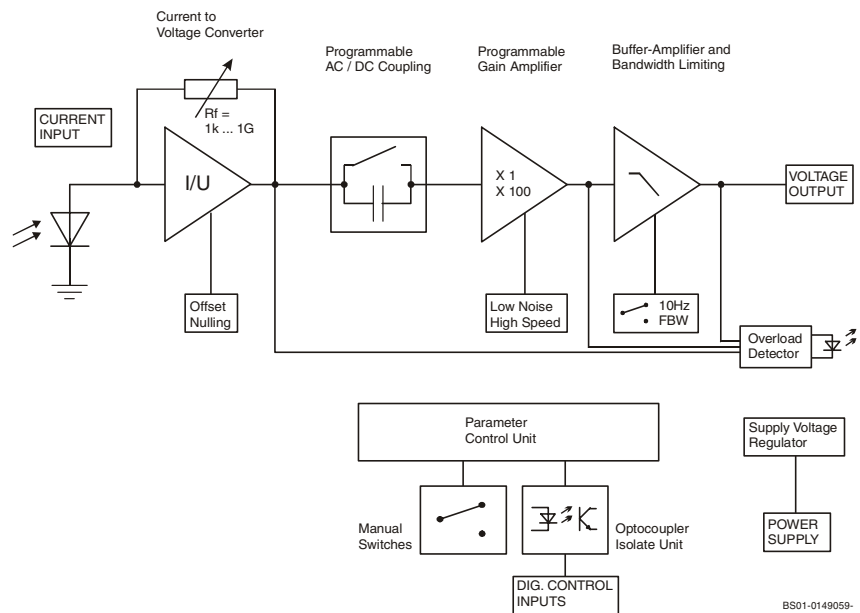 Current to
Voltage Converter
Programmable
AC / DC Coupling
Programmable
Gain Amplifier
Buffer-Amplifier and
Bandwidth Limiting
CURRENT
INPUT
Rf =
1k ... 1G
I/U
X 1
X 100
VOLTAGE
OUTPUT
Offset
Nulling
Low Noise
High Speed
10Hz
FBW
Overload
Detector
Parameter
Control Unit
Supply Voltage
Regulator
Manual
Switches
Optocoupler
Isolate Unit
POWER
SUPPLY
DIG. CONTROL
INPUTS
BS01-0149059-